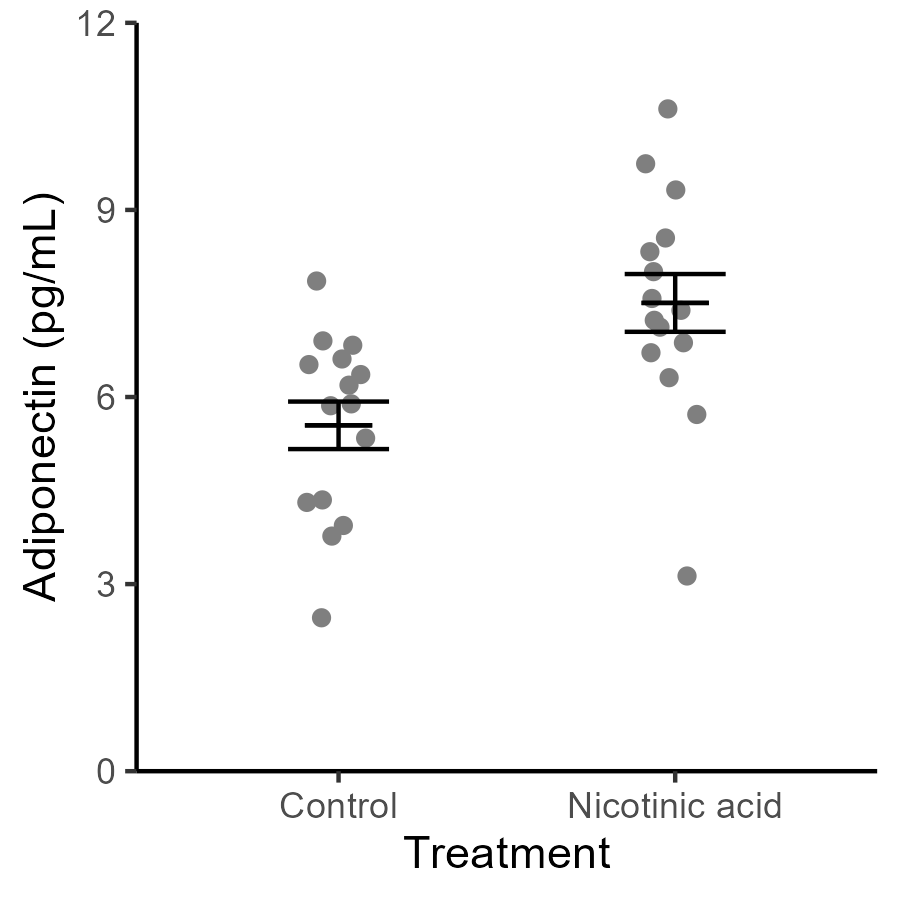 12
9
6
3
0
Adiponectin (pg/mL)
Control
Nicotinic acid
Treatment